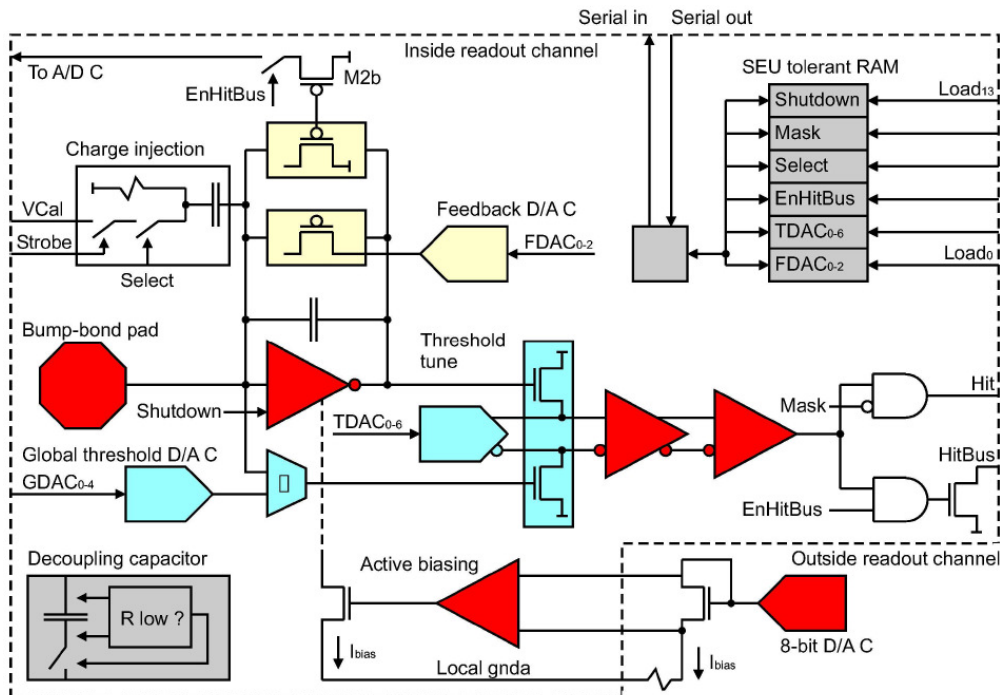 Serial in
Serial out
Inside readout channel
To A/D C
M2b
EnHitBus
SEU tolerant RAM
Shutdown
Load13
Mask
Select
EnHitBus
TDAC0-6
FDAC0-2
Load0
Charge injection
VCal
Strobe
Select
Feedback D/A C
FDAC0-2
Bump-bond pad
Shutdown
Threshold
tune
TDAC0-6
Mask
Hit
HitBus
EnHitBus
Global threshold D/A C
GDAC0-4
Decoupling capacitor
R low ?
Active biasing
Outside readout channel
Ibias
Local gnda
Ibias
8-bit D/A C